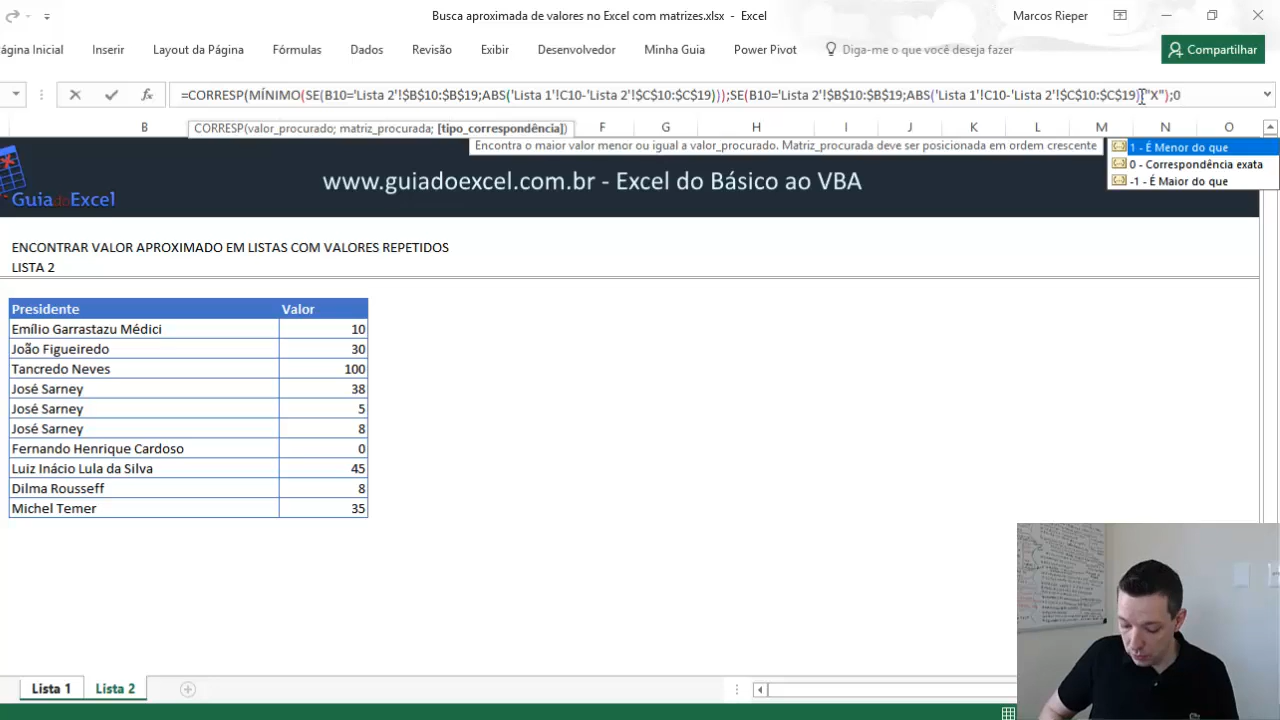 Busca aproximada de valores no Excel com matrizes.xlsx - Excel
Marcos Rieper
ágina Inicial Inserir Layout da Página Fórmulas Dados Revisão Exibir Desenvolvedor Minha Guia Power Pivot Diga-me o que você deseja fazer Compartilhar
fx =CORRESP(MÍNIMO(SE(B10='Lista 2'!$B$10:$B$19;ABS('Lista 1'!C10-'Lista 2'!$C$10:$C$19)));SE(B10='Lista 2'!$B$10:$B$19;ABS('Lista 1'!C10-'Lista 2'!$C$10:$C$19);"X");0
B F G H I J K L M N O
CORRESP(valor_procurado; matriz_procurada; [tipo_correspondência])
Encontra o maior valor menor ou igual a valor_procurado. Matriz_procurada deve ser posicionada em ordem crescente
1 - É Menor do que
0 - Correspondência exata
-1 - É Maior do que
www.guiadoexcel.com.br - Excel do Básico ao VBA
GuiadoExcel
ENCONTRAR VALOR APROXIMADO EM LISTAS COM VALORES REPETIDOS
LISTA 2
Presidente Valor
Emílio Garrastazu Médici 10
João Figueiredo 30
Tancredo Neves 100
José Sarney 38
José Sarney 5
José Sarney 8
Fernando Henrique Cardoso 0
Luiz Inácio Lula da Silva 45
Dilma Rousseff 8
Michel Temer 35
Lista 1 Lista 2